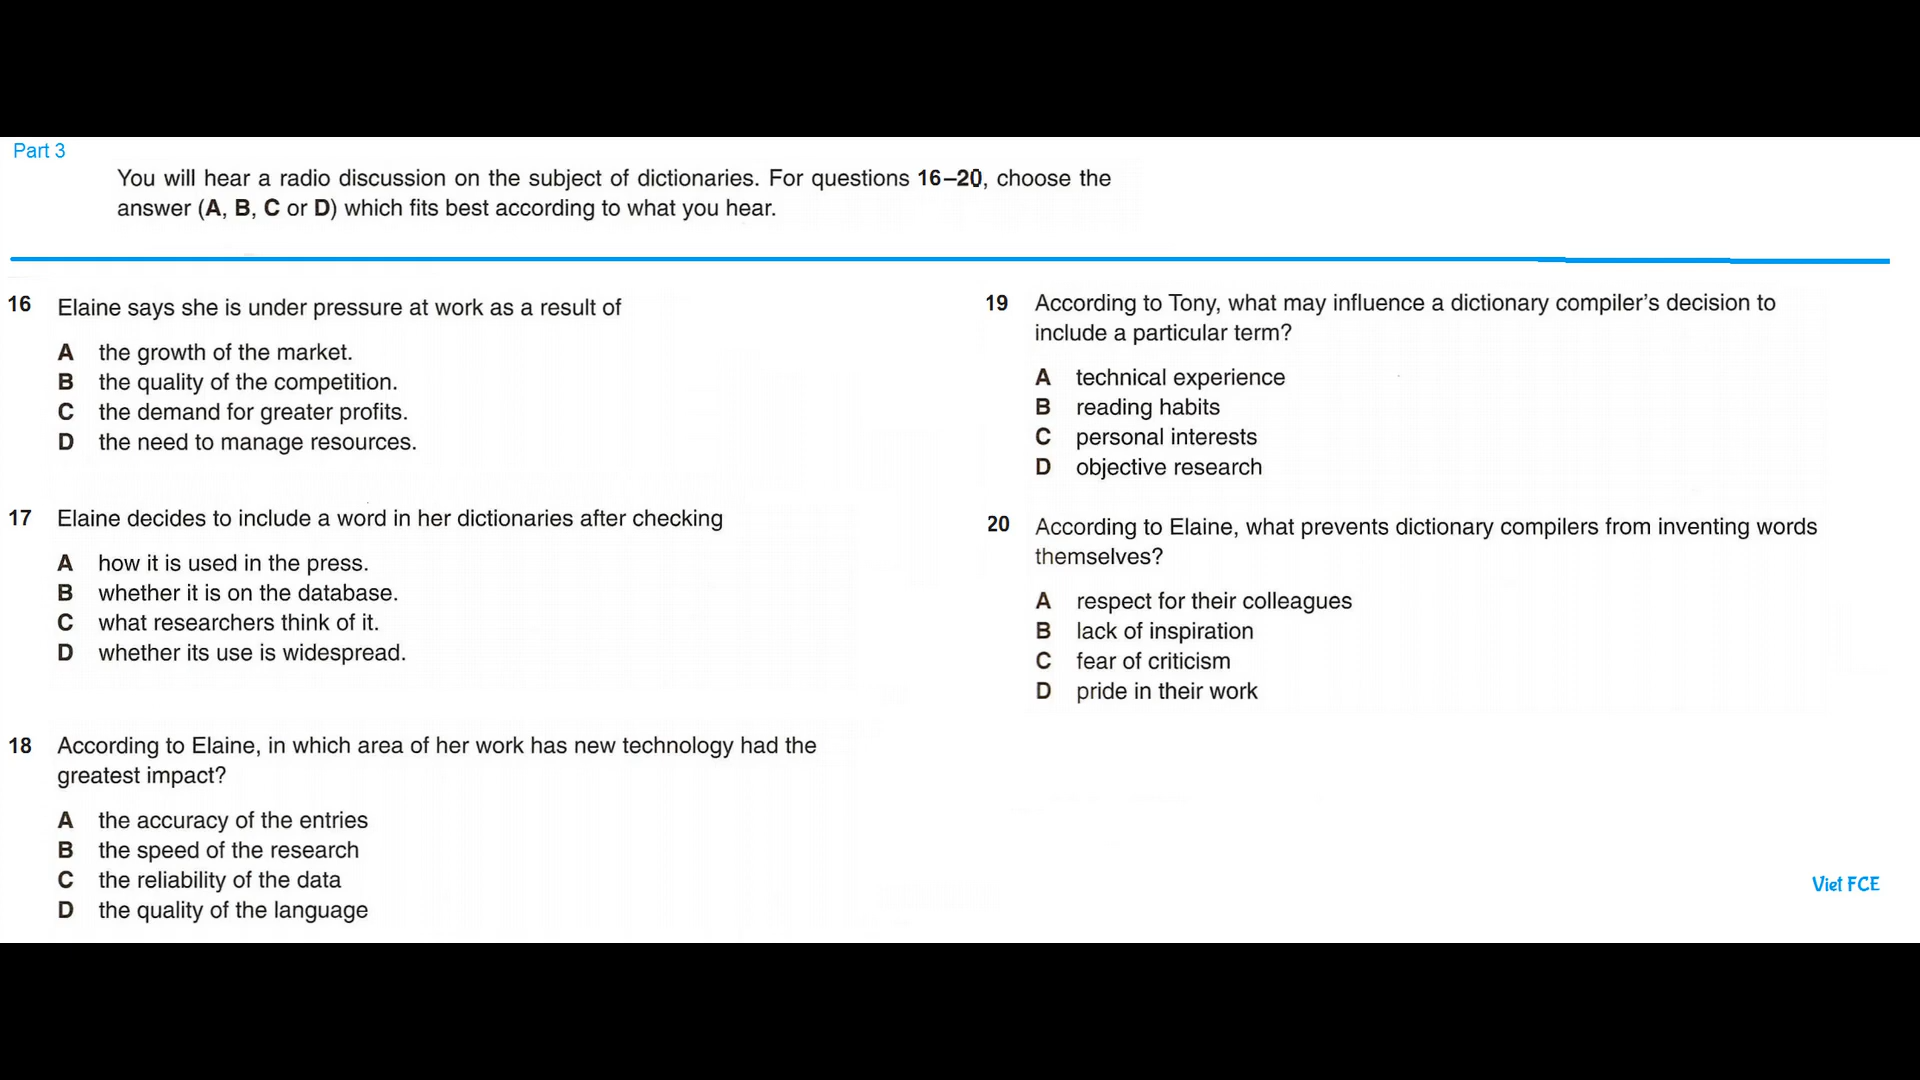 Part 3
You will hear a radio discussion on the subject of dictionaries. For questions 16–20, choose the
answer (A, B, C or D) which fits best according to what you hear.
16 Elaine says she is under pressure at work as a result of
A the growth of the market.
B the quality of the competition.
C the demand for greater profits.
D the need to manage resources.
17 Elaine decides to include a word in her dictionaries after checking
A how it is used in the press.
B whether it is on the database.
C what researchers think of it.
D whether its use is widespread.
18 According to Elaine, in which area of her work has new technology had the
greatest impact?
A the accuracy of the entries
B the speed of the research
C the reliability of the data
D the quality of the language
19 According to Tony, what may influence a dictionary compiler's decision to
include a particular term?
A technical experience
B reading habits
C personal interests
D objective research
20 According to Elaine, what prevents dictionary compilers from inventing words
themselves?
A respect for their colleagues
B lack of inspiration
C fear of criticism
D pride in their work
Viet FCE